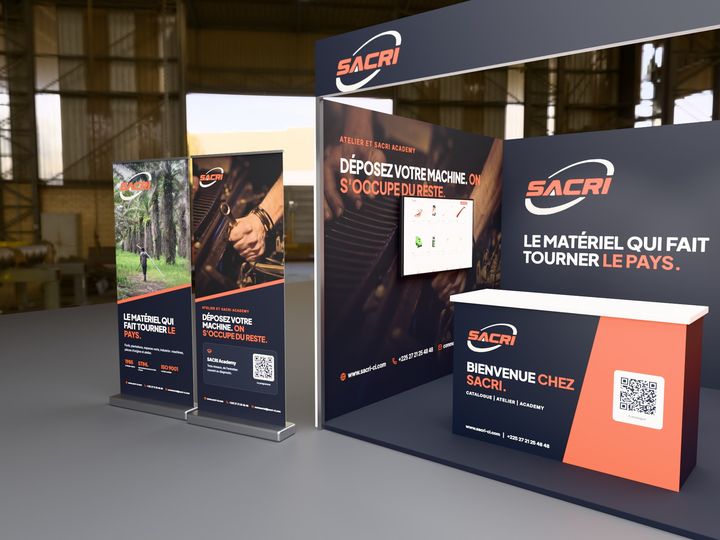 SACRI
ATELIER ET SACRI ACADEMY
DÉPOSEZ VOTRE MACHINE. ON
S'OCCUPE DU RESTE.
www.sacri-ci.com
+225 27 21 25 48 48
SACRI
LE MATÉRIEL QUI FAIT
TOURNER LE PAYS.
SACRI
BIENVENUE CHEZ
SACRI.
CATALOGUE | ATELIER | ACADEMY
www.sacri-ci.com | +225 27 21 25 48 48
SACRI
LE MATÉRIEL QUI
FAIT TOURNER LE
PAYS.
1985
STIHL
ISO 9001
SACRI
ATELIER ET SACRI ACADEMY
DÉPOSEZ VOTRE
MACHINE. ON
S'OCCUPE DU RESTE.
SACRI Academy